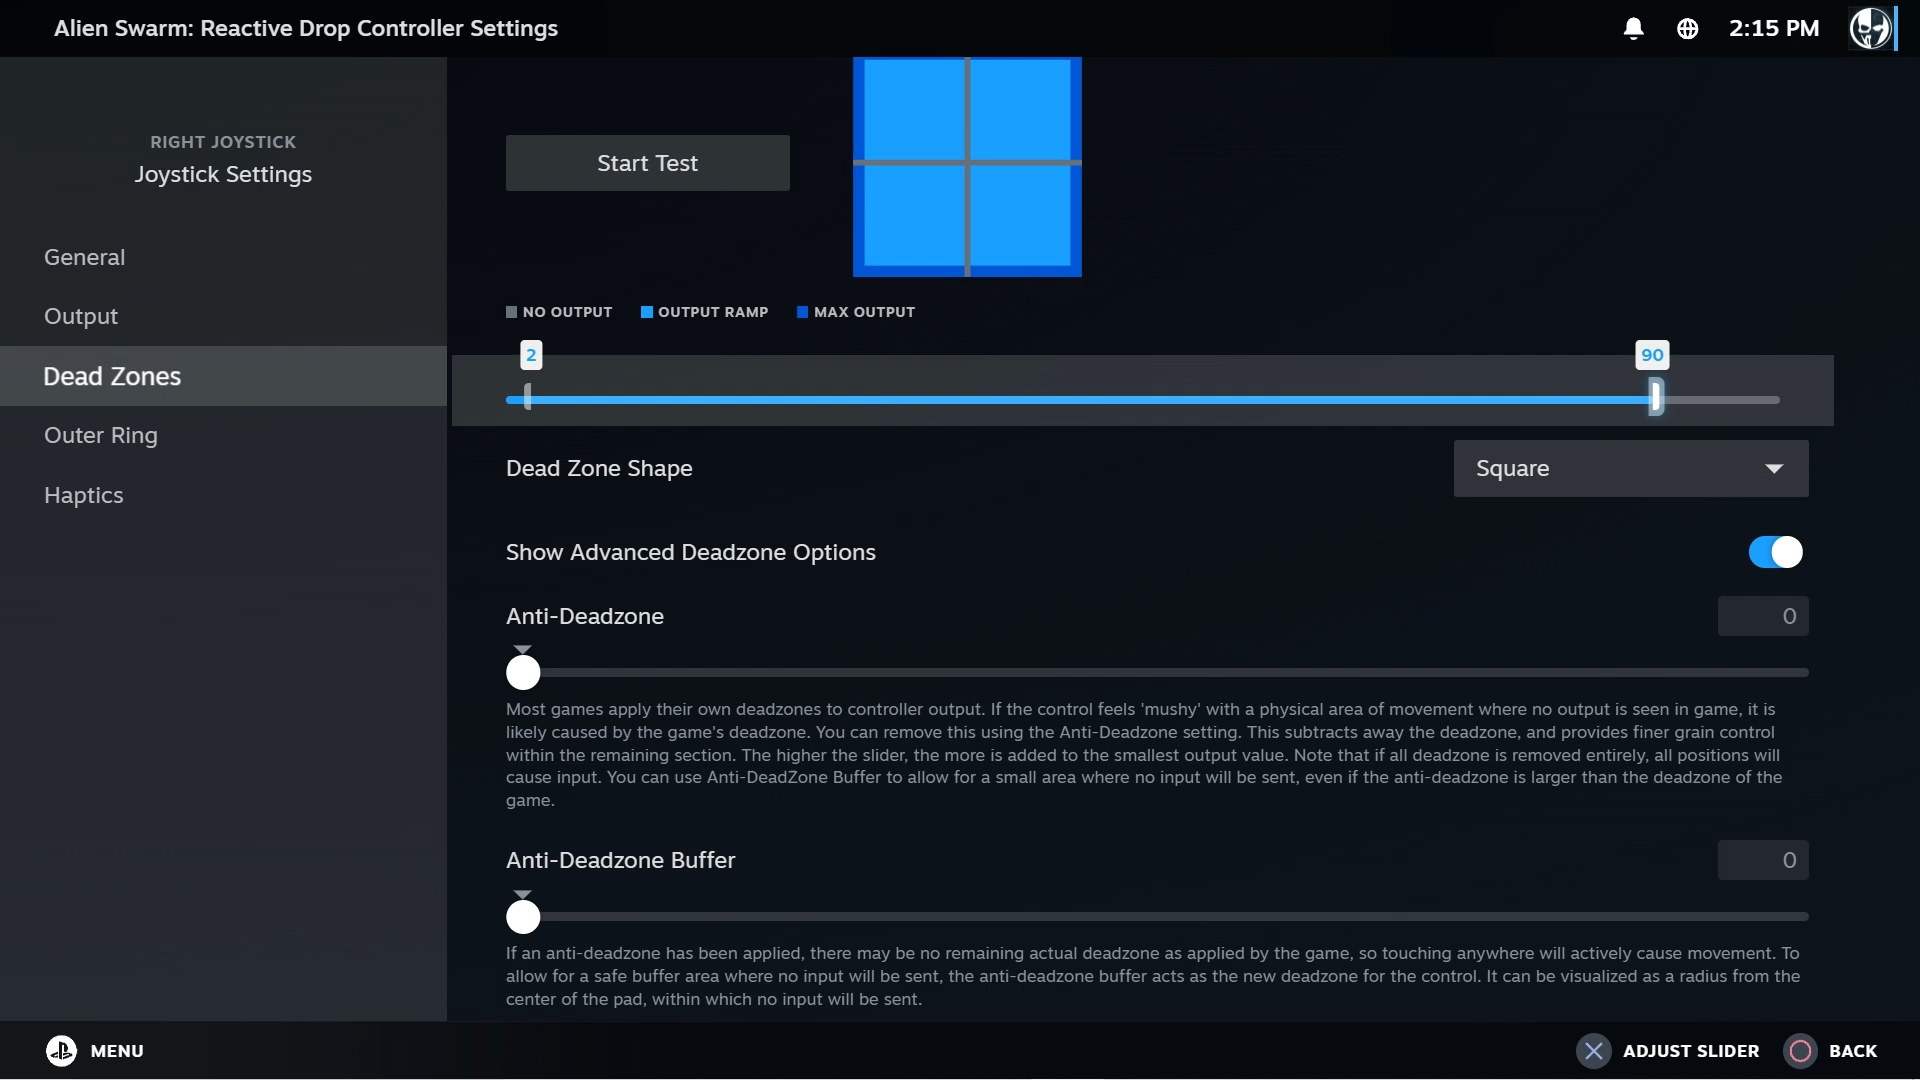 Alien Swarm: Reactive Drop Controller Settings
2:15 PM
RIGHT JOYSTICK
Joystick Settings
General
Output
Dead Zones
Outer Ring
Haptics
Start Test
NO OUTPUT
OUTPUT RAMP
MAX OUTPUT
2
90
Dead Zone Shape
Square
Show Advanced Deadzone Options
Anti-Deadzone
0
Most games apply their own deadzones to controller output. If the control feels 'mushy' with a physical area of movement where no output is seen in game, it is
likely caused by the game's deadzone. You can remove this using the Anti-Deadzone setting. This subtracts away the deadzone, and provides finer grain control
within the remaining section. The higher the slider, the more is added to the smallest output value. Note that if all deadzone is removed entirely, all positions will
cause input. You can use Anti-DeadZone Buffer to allow for a small area where no input will be sent, even if the anti-deadzone is larger than the deadzone of the
game.
Anti-Deadzone Buffer
0
If an anti-deadzone has been applied, there may be no remaining actual deadzone as applied by the game, so touching anywhere will actively cause movement. To
allow for a safe buffer area where no input will be sent, the anti-deadzone buffer acts as the new deadzone for the control. It can be visualized as a radius from the
center of the pad, within which no input will be sent.
MENU
ADJUST SLIDER
BACK